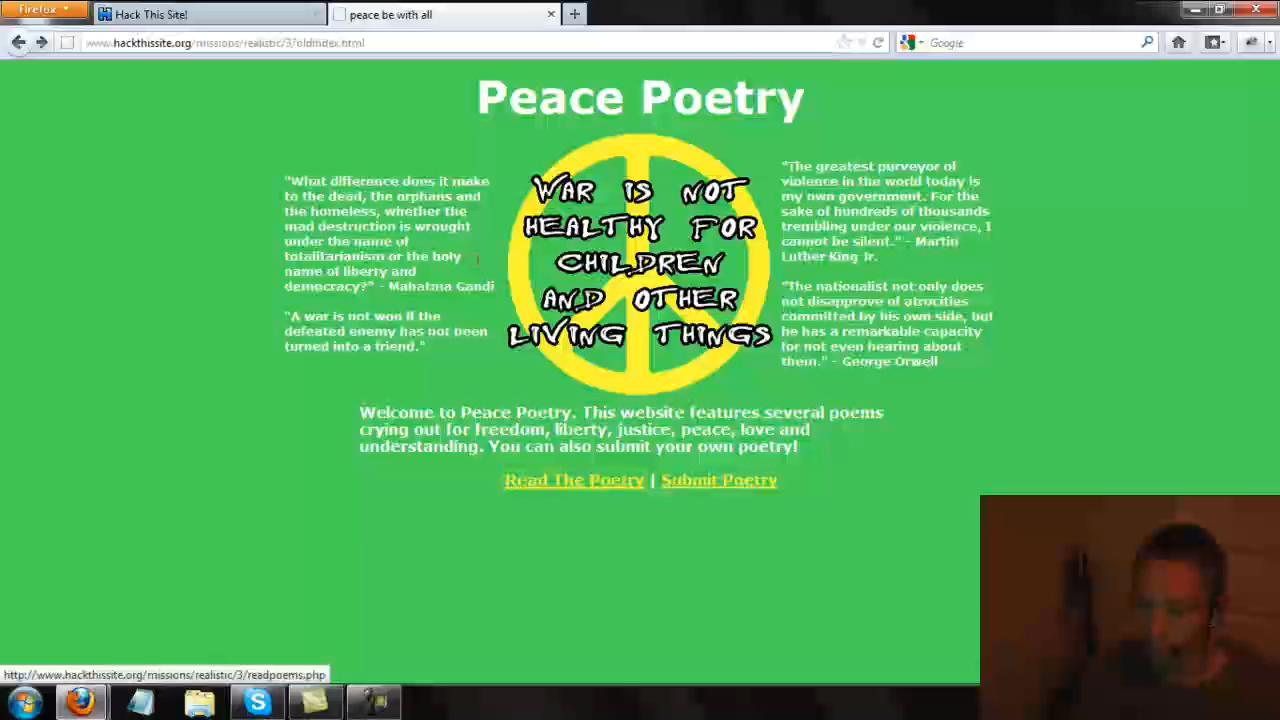 Firefox
Hack This Site!
peace be with all
www.hackthissite.org/missions/realistic/3/oldindex.html
Google
Peace Poetry
"What difference does it make
to the dead, the orphans and
the homeless, whether the
mad destruction is wrought
under the name of
totalitarianism or the holy
name of liberty and
democracy?" - Mahatma Gandi
"A war is not won if the
defeated enemy has not been
turned into a friend."
WAR IS NOT
HEALTHY FOR
CHILDREN
AND OTHER
LIVING THINGS
"The greatest purveyor of
violence in the world today is
my own government. For the
sake of hundreds of thousands
trembling under our violence, I
cannot be silent." - Martin
Luther King Jr.
"The nationalist not only does
not disapprove of atrocities
committed by his own side, but
he has a remarkable capacity
for not even hearing about
them." - George Orwell
Welcome to Peace Poetry. This website features several poems
crying out for freedom, liberty, justice, peace, love and
understanding. You can also submit your own poetry!
Read The Poetry | Submit Poetry
http://www.hackthissite.org/missions/realistic/3/readpoems.php